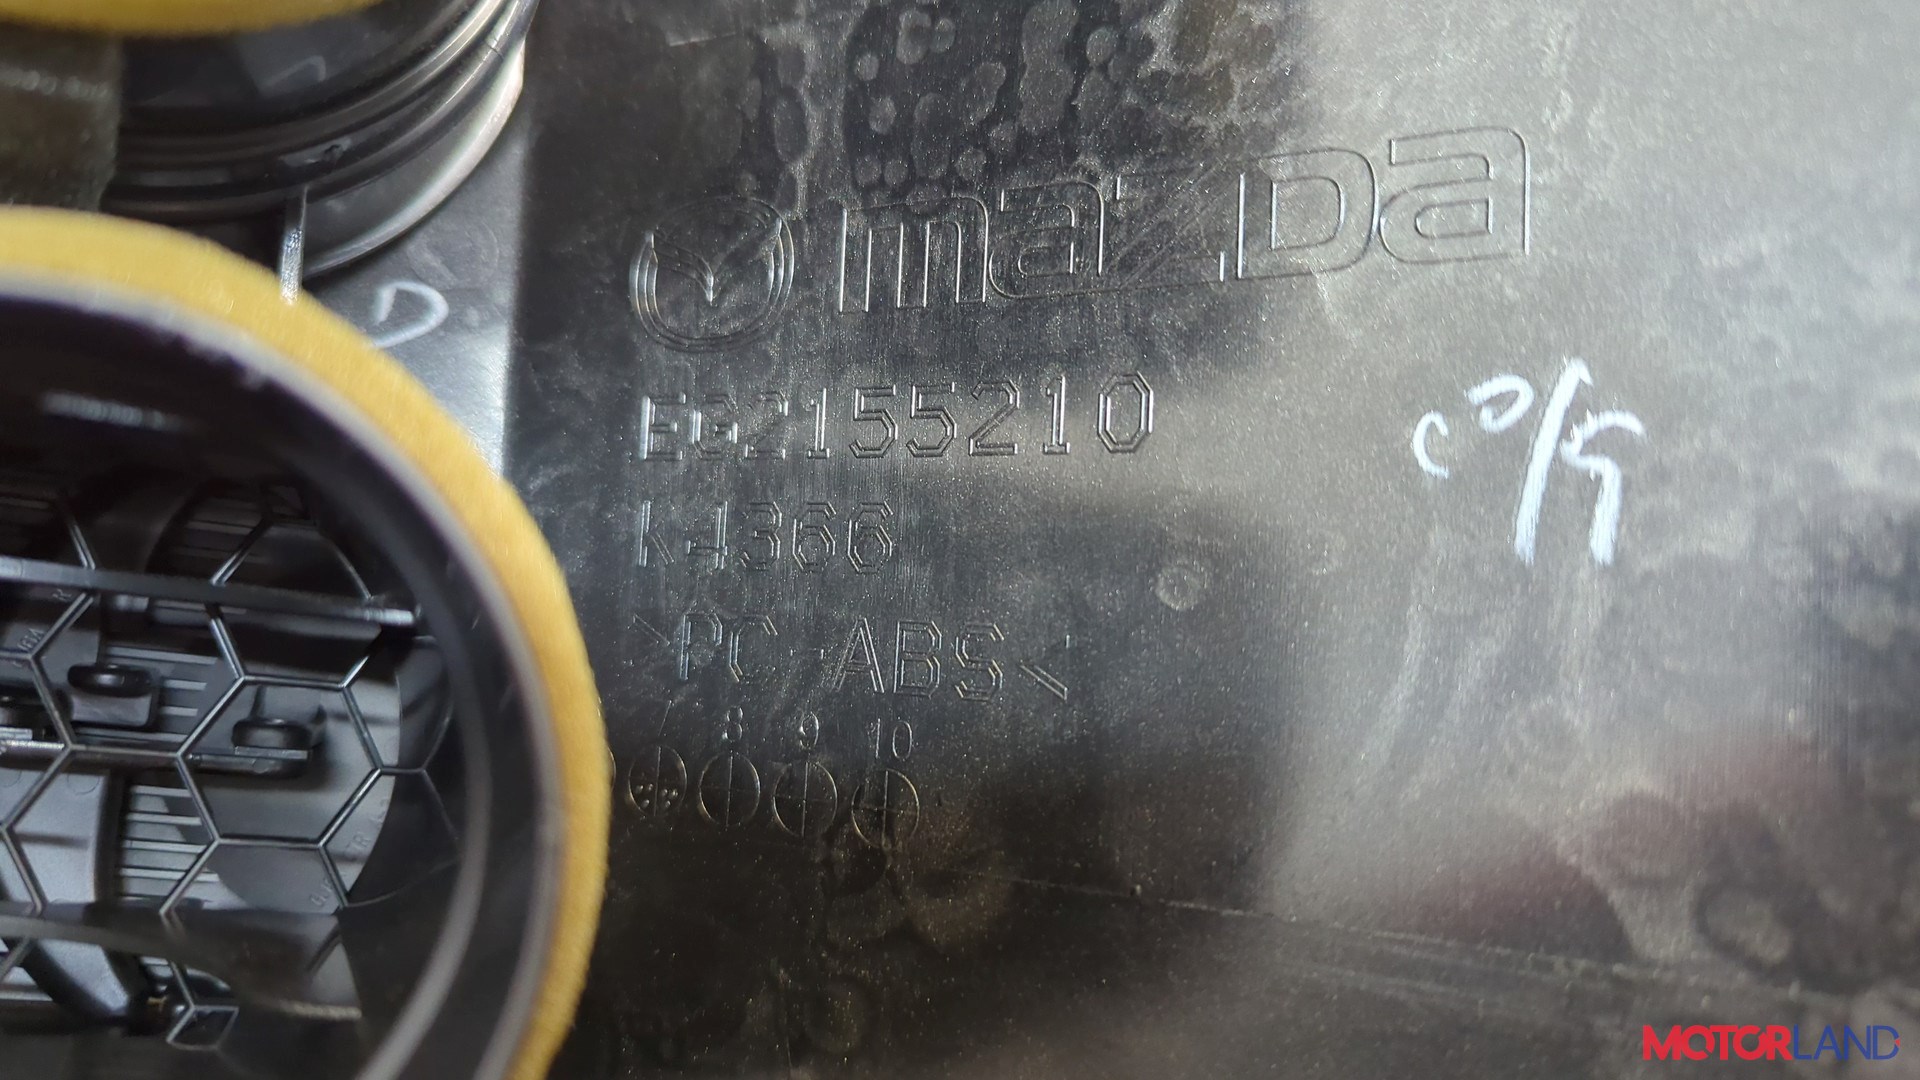 mazda
EG2155210
K4366
>PC-ABS<
7 8 9 10
D
MOTORLAND